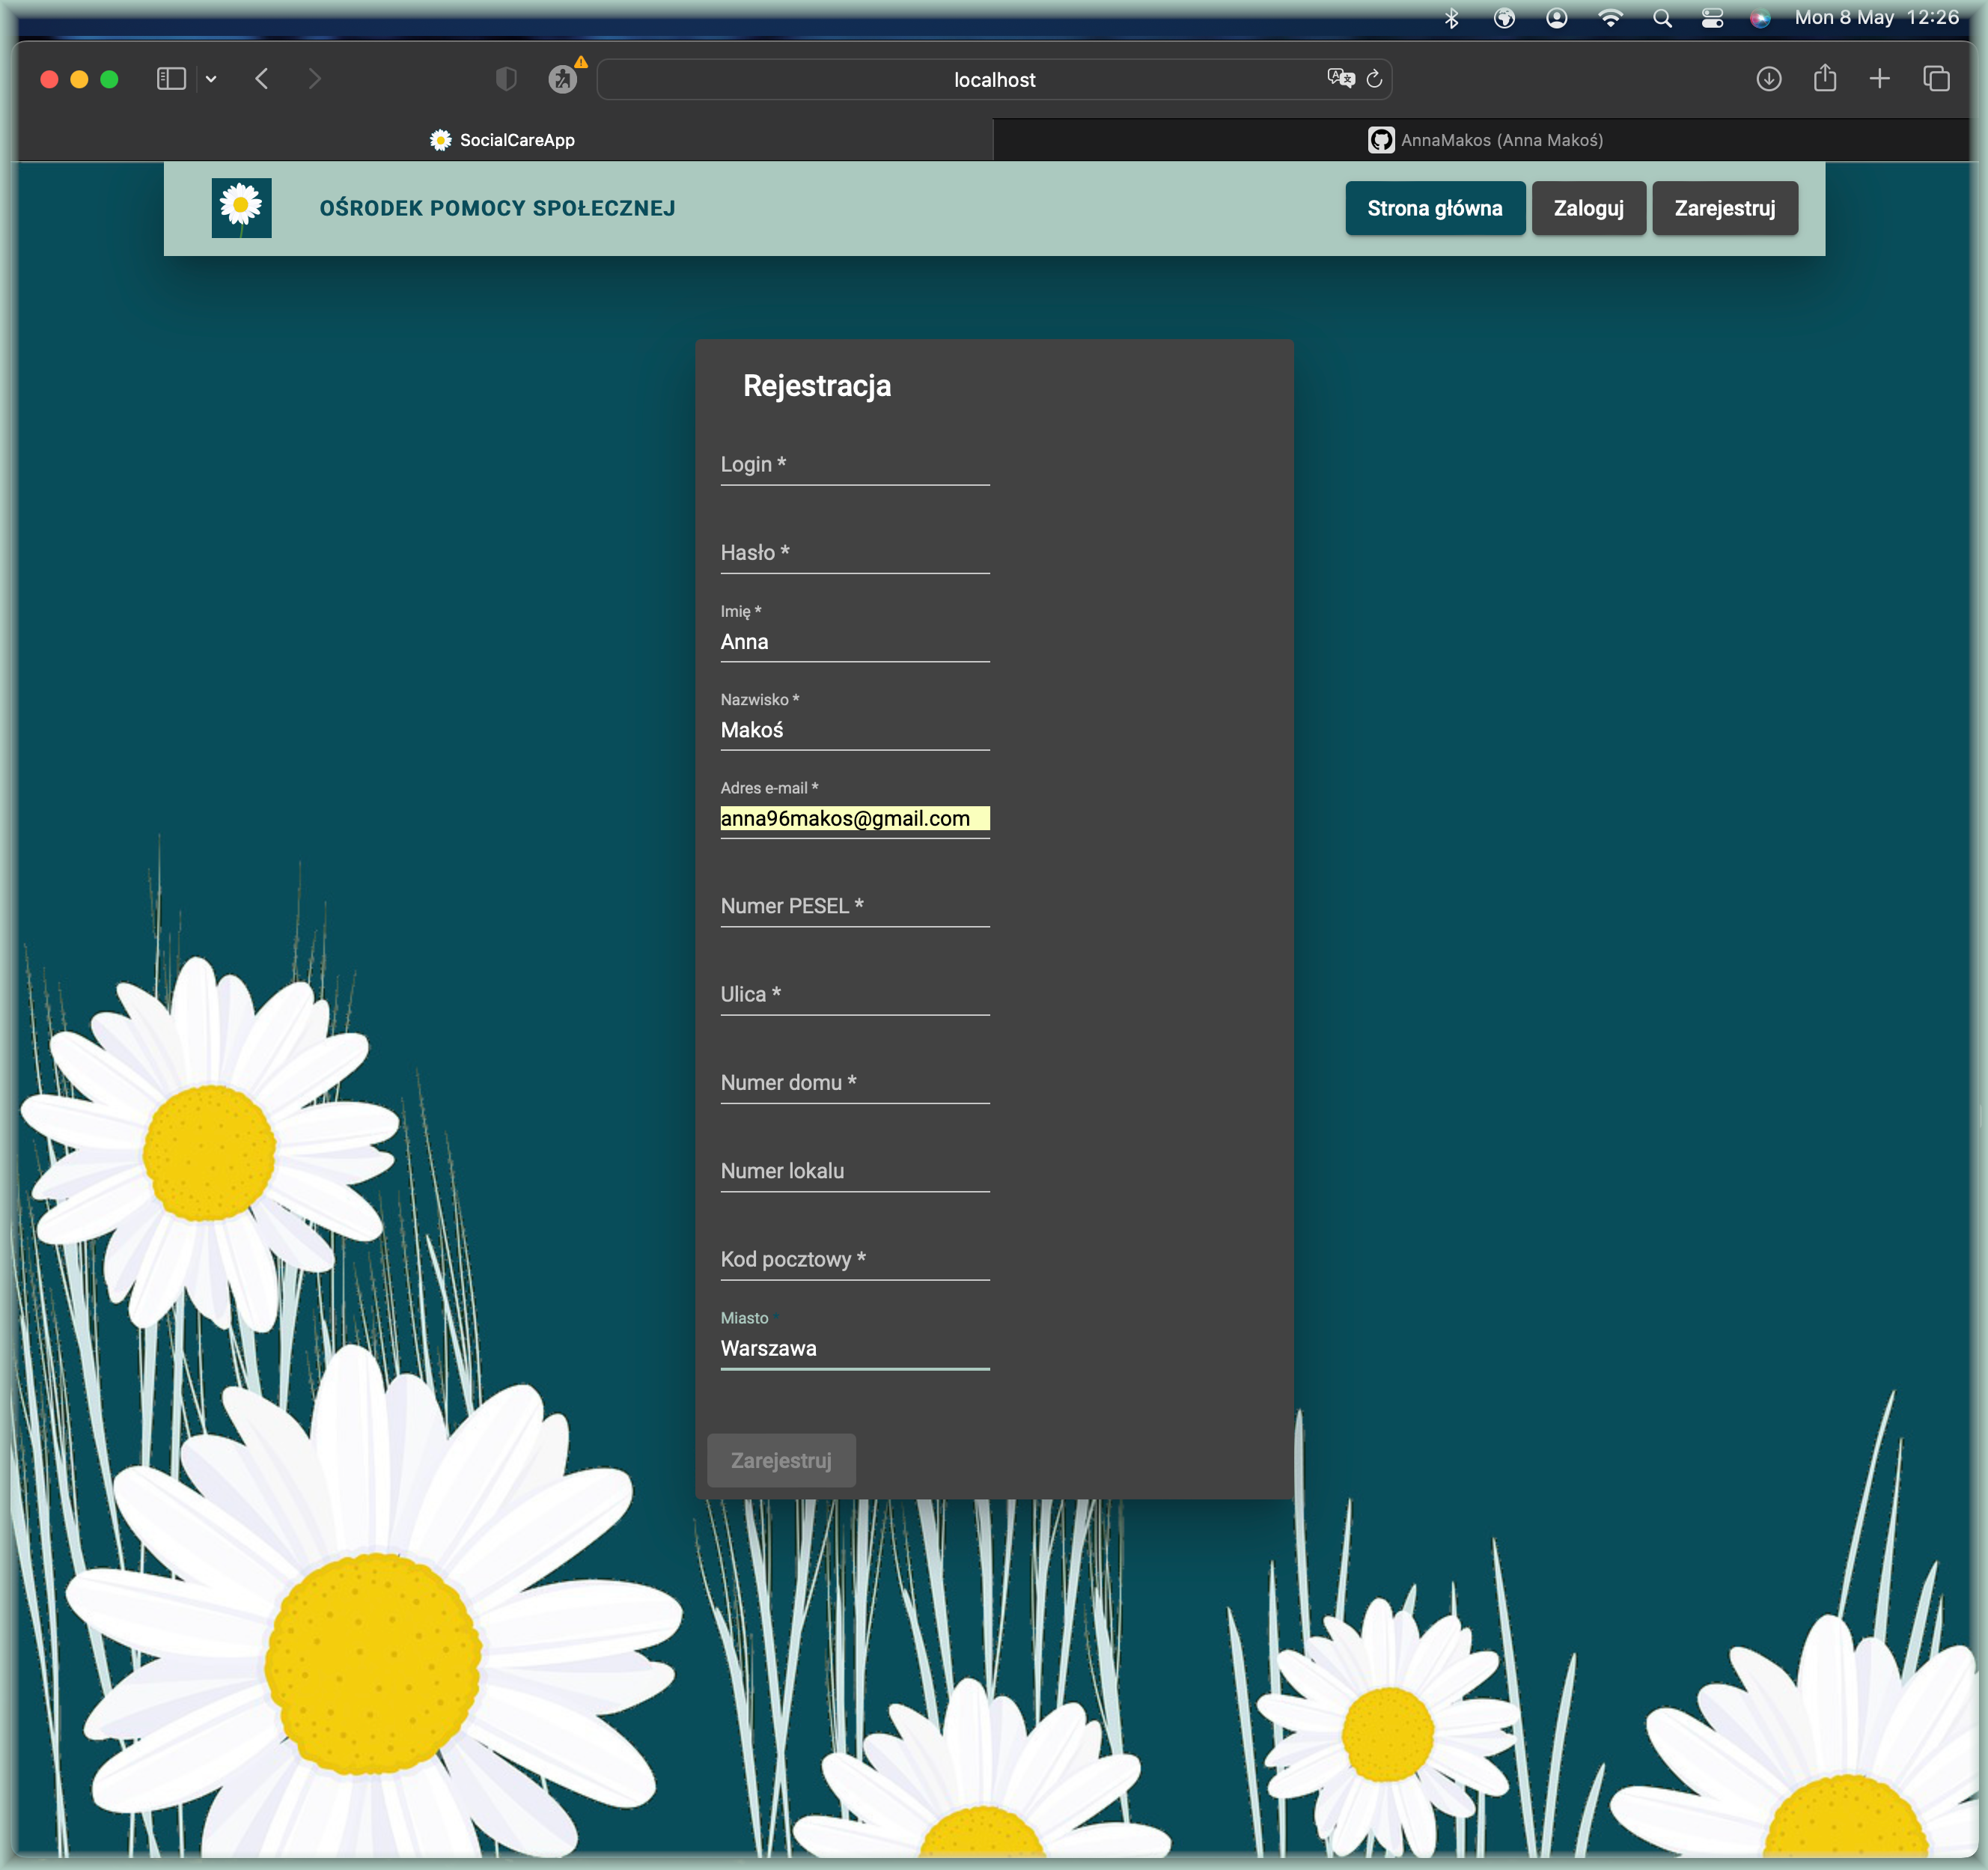 Mon 8 May 12:26
localhost
SocialCareApp
AnnaMakos (Anna Makoś)
OŚRODEK POMOCY SPOŁECZNEJ
Strona główna
Zaloguj
Zarejestruj
Rejestracja
Login *
Hasło *
Imię *
Anna
Nazwisko *
Makoś
Adres e-mail *
anna96makos@gmail.com
Numer PESEL *
Ulica *
Numer domu *
Numer lokalu
Kod pocztowy *
Miasto *
Warszawa
Zarejestruj